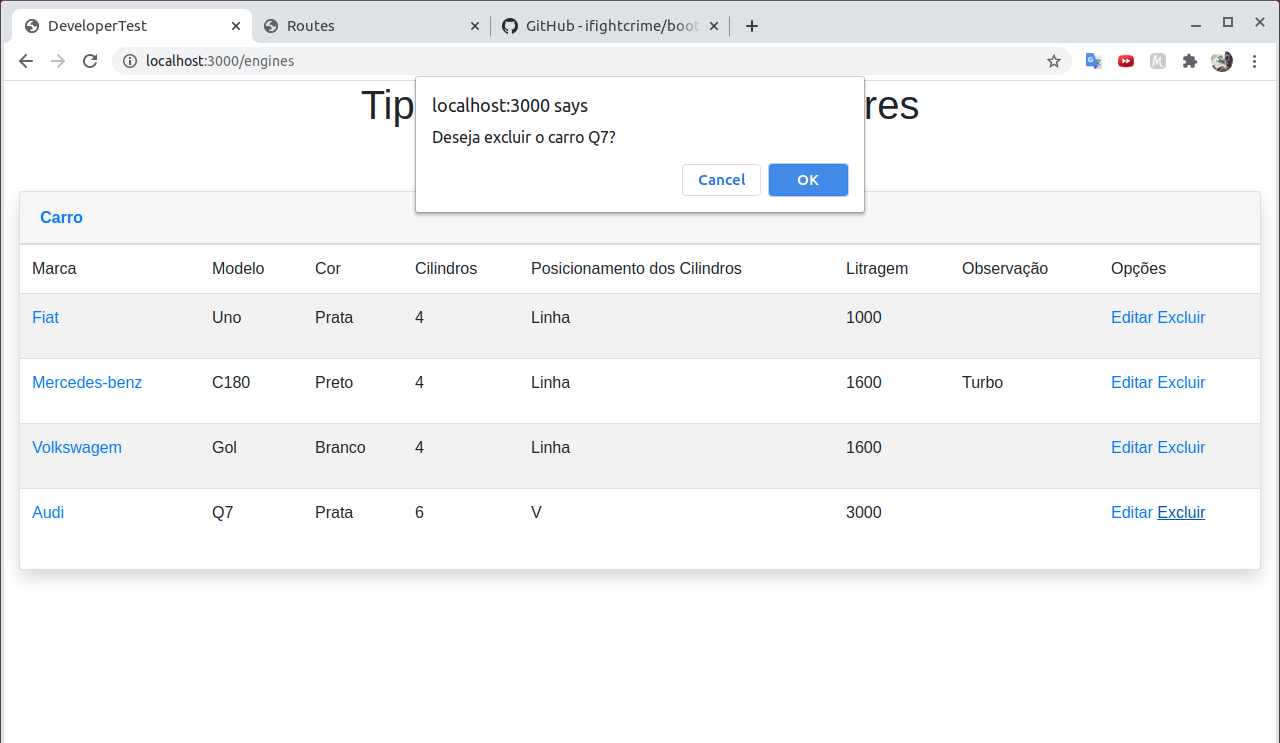 DeveloperTest
Routes
GitHub - ifightcrime/boot
localhost:3000/engines
localhost:3000 says
Deseja excluir o carro Q7?
Cancel OK
Tip res
Carro
Marca Modelo Cor Cilindros Posicionamento dos Cilindros Litragem Observação Opções
Fiat Uno Prata 4 Linha 1000 Editar Excluir
Mercedes-benz C180 Preto 4 Linha 1600 Turbo Editar Excluir
Volkswagem Gol Branco 4 Linha 1600 Editar Excluir
Audi Q7 Prata 6 V 3000 Editar Excluir